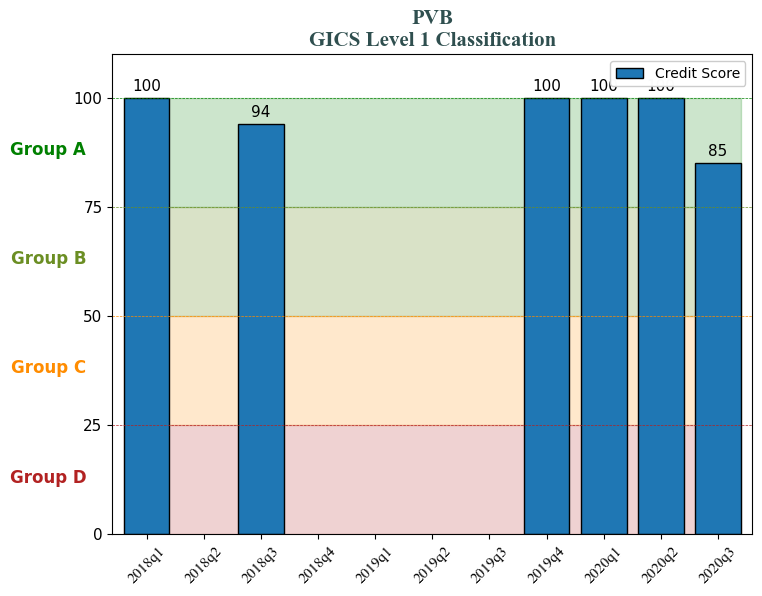 PVB
GICS Level 1 Classification
Credit Score
100
94
100
100
100
85
100
75
50
25
0
Group A
Group B
Group C
Group D
2018q1
2018q2
2018q3
2018q4
2019q1
2019q2
2019q3
2019q4
2020q1
2020q2
2020q3